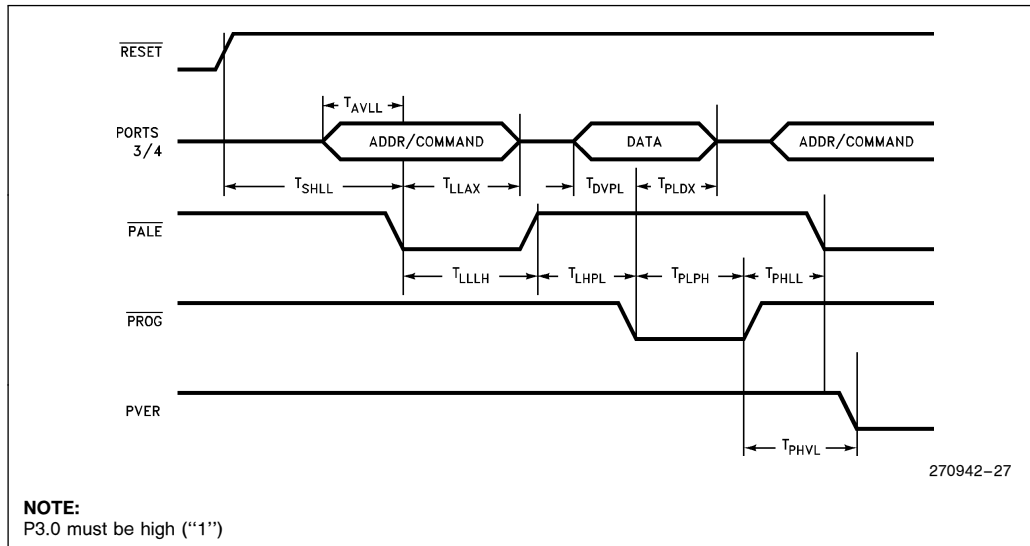 RESET
T_AVLL
PORTS 3/4
ADDR/COMMAND
DATA
ADDR/COMMAND
T_SHLL
T_LLAX
T_DVPL
T_PLDX
PALE
T_LLLH
T_LHPL
T_PLPH
T_PHLL
PROG
PVER
T_PHVL
270942–27
NOTE:
P3.0 must be high (‘‘1’’)